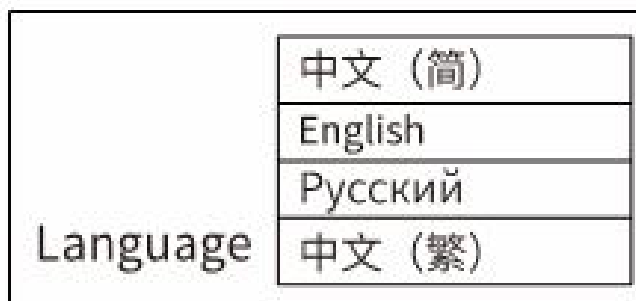 中文（简）
English
Русский
Language
中文（繁）